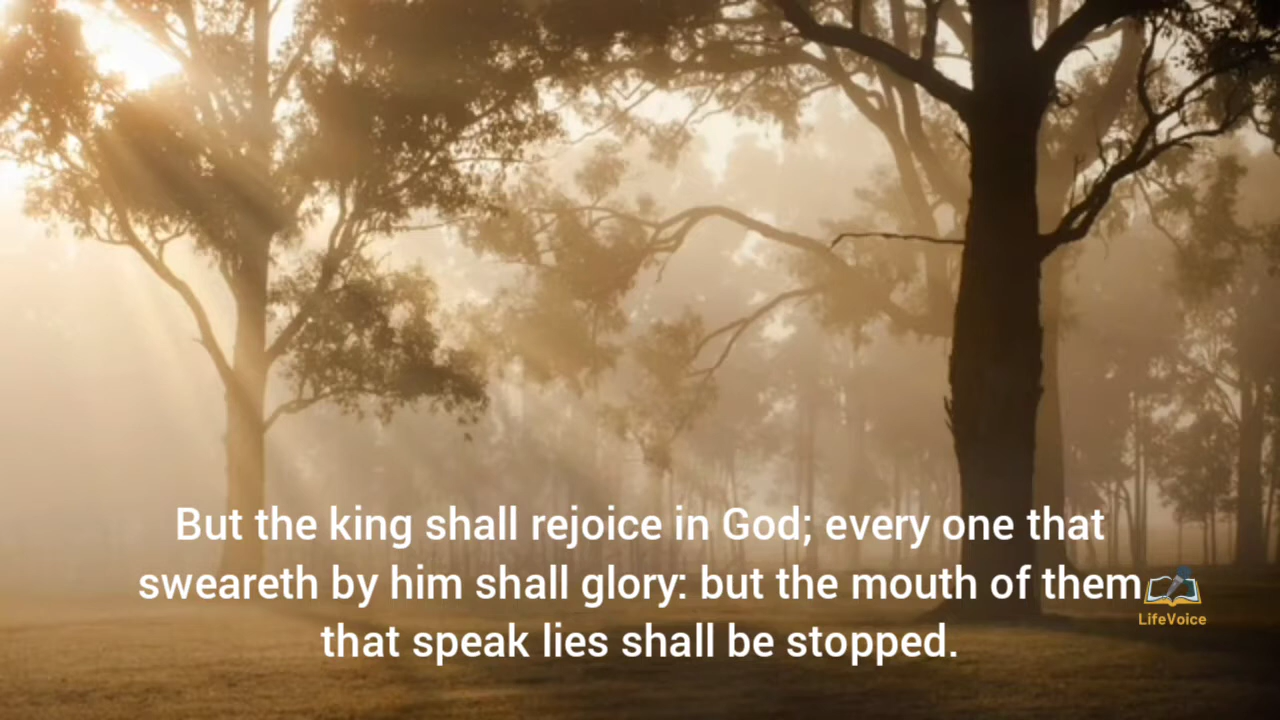 But the king shall rejoice in God; every one that
sweareth by him shall glory: but the mouth of them
that speak lies shall be stopped.
LifeVoice